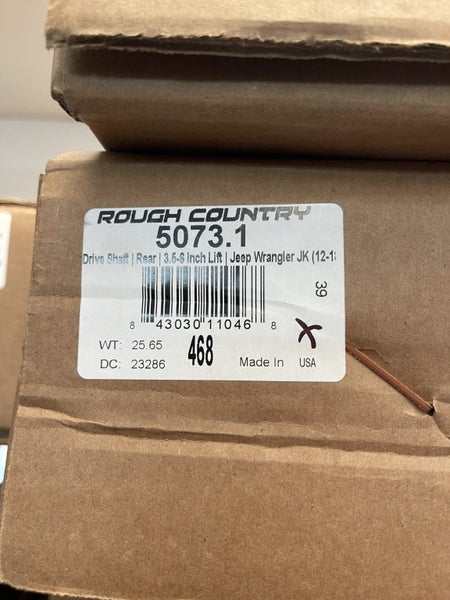 ROUGH COUNTRY
5073.1
Drive Shaft | Rear | 3.5-6 Inch Lift | Jeep Wrangler JK (12-18
39
8 43030 11046 8
X
WT: 25.65
468
DC: 23286
Made In USA